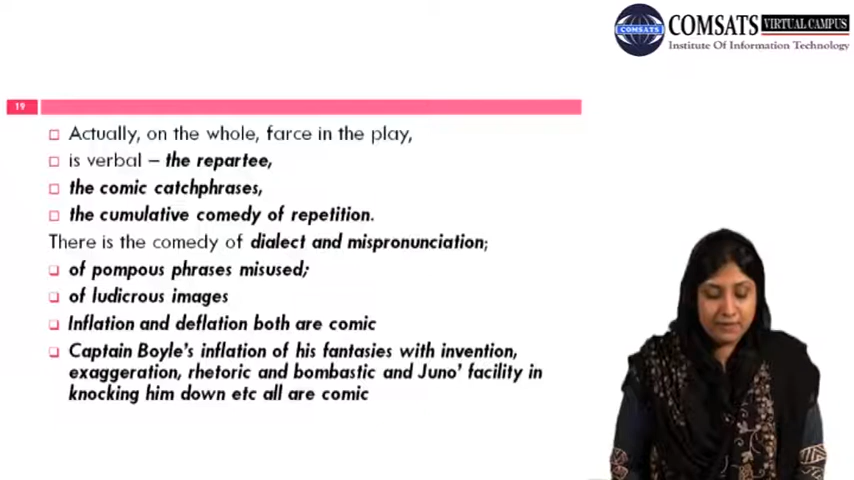 COMSATS
COMSATS VIRTUAL CAMPUS
Institute Of Information Technology
19
Actually, on the whole, farce in the play,
is verbal – the repartee,
the comic catchphrases,
the cumulative comedy of repetition.
There is the comedy of dialect and mispronunciation;
of pompous phrases misused;
of ludicrous images
Inflation and deflation both are comic
Captain Boyle's inflation of his fantasies with invention,
exaggeration, rhetoric and bombastic and Juno' facility in
knocking him down etc all are comic